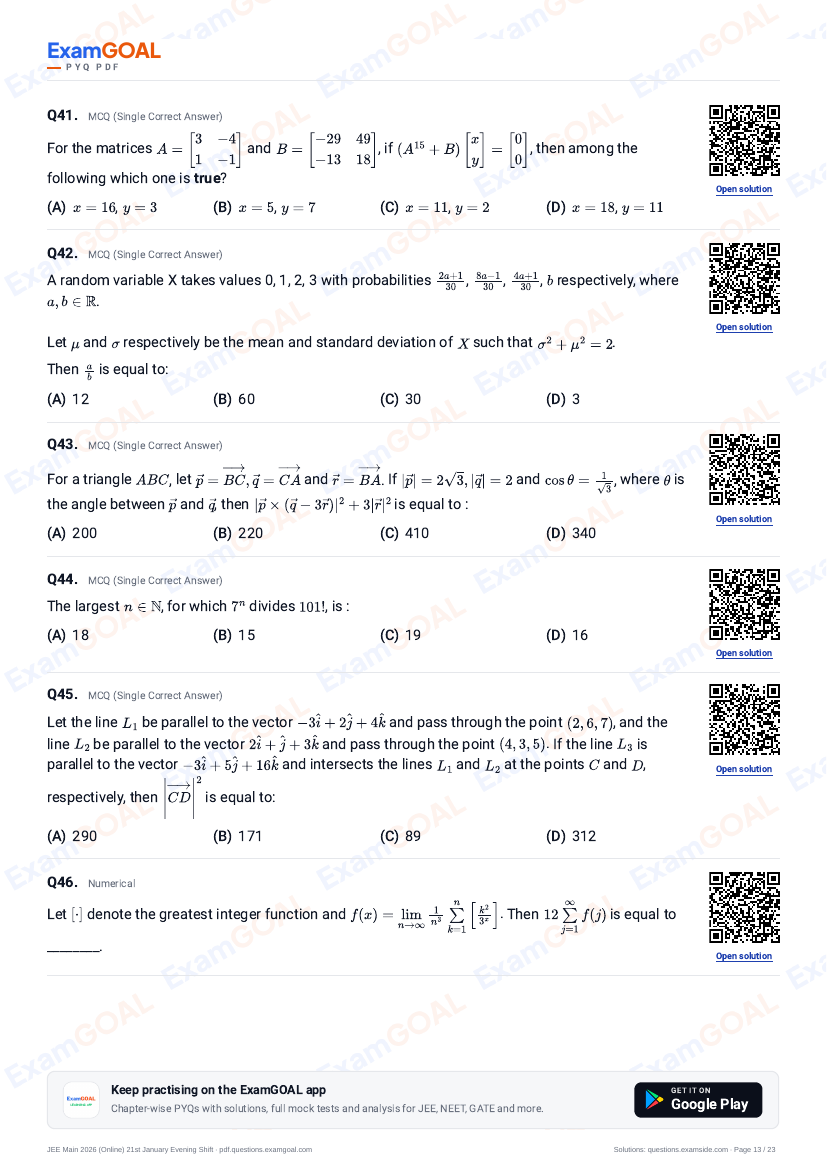 ExamGOAL
PYQ PDF
Q41. MCQ (Single Correct Answer)
For the matrices A = [3 −4; 1 −1] and B = [−29 49; −13 18], if (A¹⁵ + B) [x; y] = [0; 0], then among the
following which one is true?
(A) x = 16, y = 3 (B) x = 5, y = 7 (C) x = 11, y = 2 (D) x = 18, y = 11
Open solution
Q42. MCQ (Single Correct Answer)
A random variable X takes values 0, 1, 2, 3 with probabilities (2a+1)/30, (8a−1)/30, (4a+1)/30, b respectively, where
a, b ∈ ℝ.
Let μ and σ respectively be the mean and standard deviation of X such that σ² + μ² = 2.
Then a/b is equal to:
(A) 12 (B) 60 (C) 30 (D) 3
Open solution
Q43. MCQ (Single Correct Answer)
For a triangle ABC, let p⃗ = BC⃗, q⃗ = CA⃗ and r⃗ = BA⃗. If |p⃗| = 2√3, |q⃗| = 2 and cos θ = 1/√3, where θ is
the angle between p⃗ and q⃗, then |p⃗ × (q⃗ − 3r⃗)|² + 3|r⃗|² is equal to :
(A) 200 (B) 220 (C) 410 (D) 340
Open solution
Q44. MCQ (Single Correct Answer)
The largest n ∈ ℕ, for which 7ⁿ divides 101!, is :
(A) 18 (B) 15 (C) 19 (D) 16
Open solution
Q45. MCQ (Single Correct Answer)
Let the line L₁ be parallel to the vector −3î + 2ĵ + 4k̂ and pass through the point (2, 6, 7), and the
line L₂ be parallel to the vector 2î + ĵ + 3k̂ and pass through the point (4, 3, 5). If the line L₃ is
parallel to the vector −3î + 5ĵ + 16k̂ and intersects the lines L₁ and L₂ at the points C and D,
respectively, then |CD⃗|² is equal to:
(A) 290 (B) 171 (C) 89 (D) 312
Open solution
Q46. Numerical
Let [·] denote the greatest integer function and f(x) = lim n→∞ 1/n³ ∑ k=1 n [k²/3ˣ]. Then 12 ∑ j=1 ∞ f(j) is equal to
________.
Open solution
Keep practising on the ExamGOAL app
Chapter-wise PYQs with solutions, full mock tests and analysis for JEE, NEET, GATE and more.
GET IT ON
Google Play
JEE Main 2026 (Online) 21st January Evening Shift · pdf.questions.examgoal.com
Solutions: questions.examside.com · Page 13 / 23